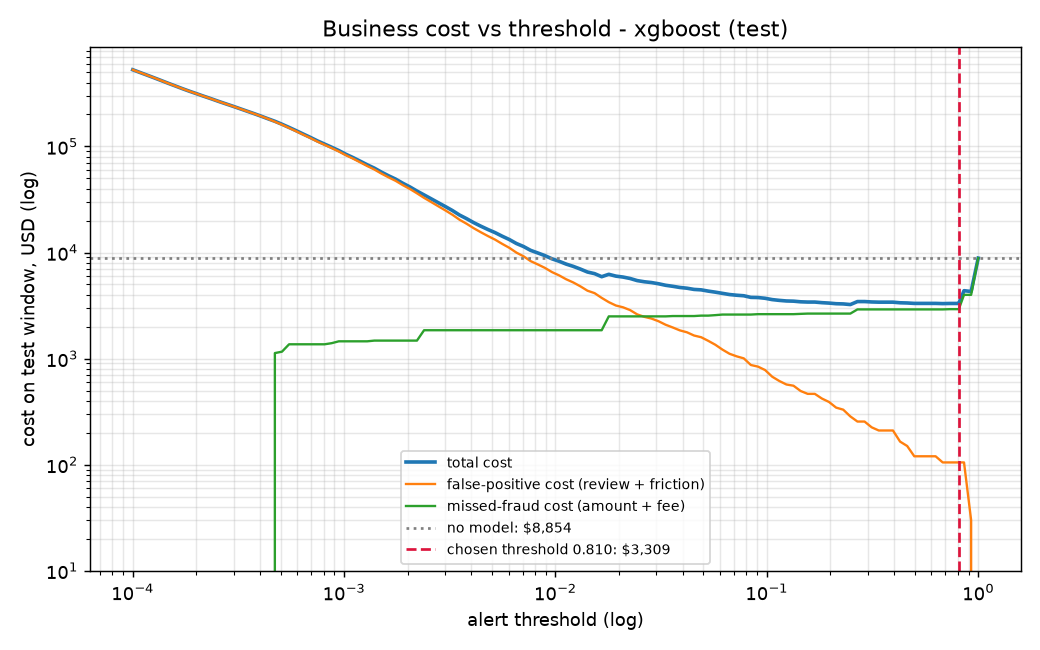 Business cost vs threshold - xgboost (test)
cost on test window, USD (log)
10^5
10^4
10^3
10^2
10^1
total cost
false-positive cost (review + friction)
missed-fraud cost (amount + fee)
no model: $8,854
chosen threshold 0.810: $3,309
10^-4
10^-3
10^-2
10^-1
10^0
alert threshold (log)